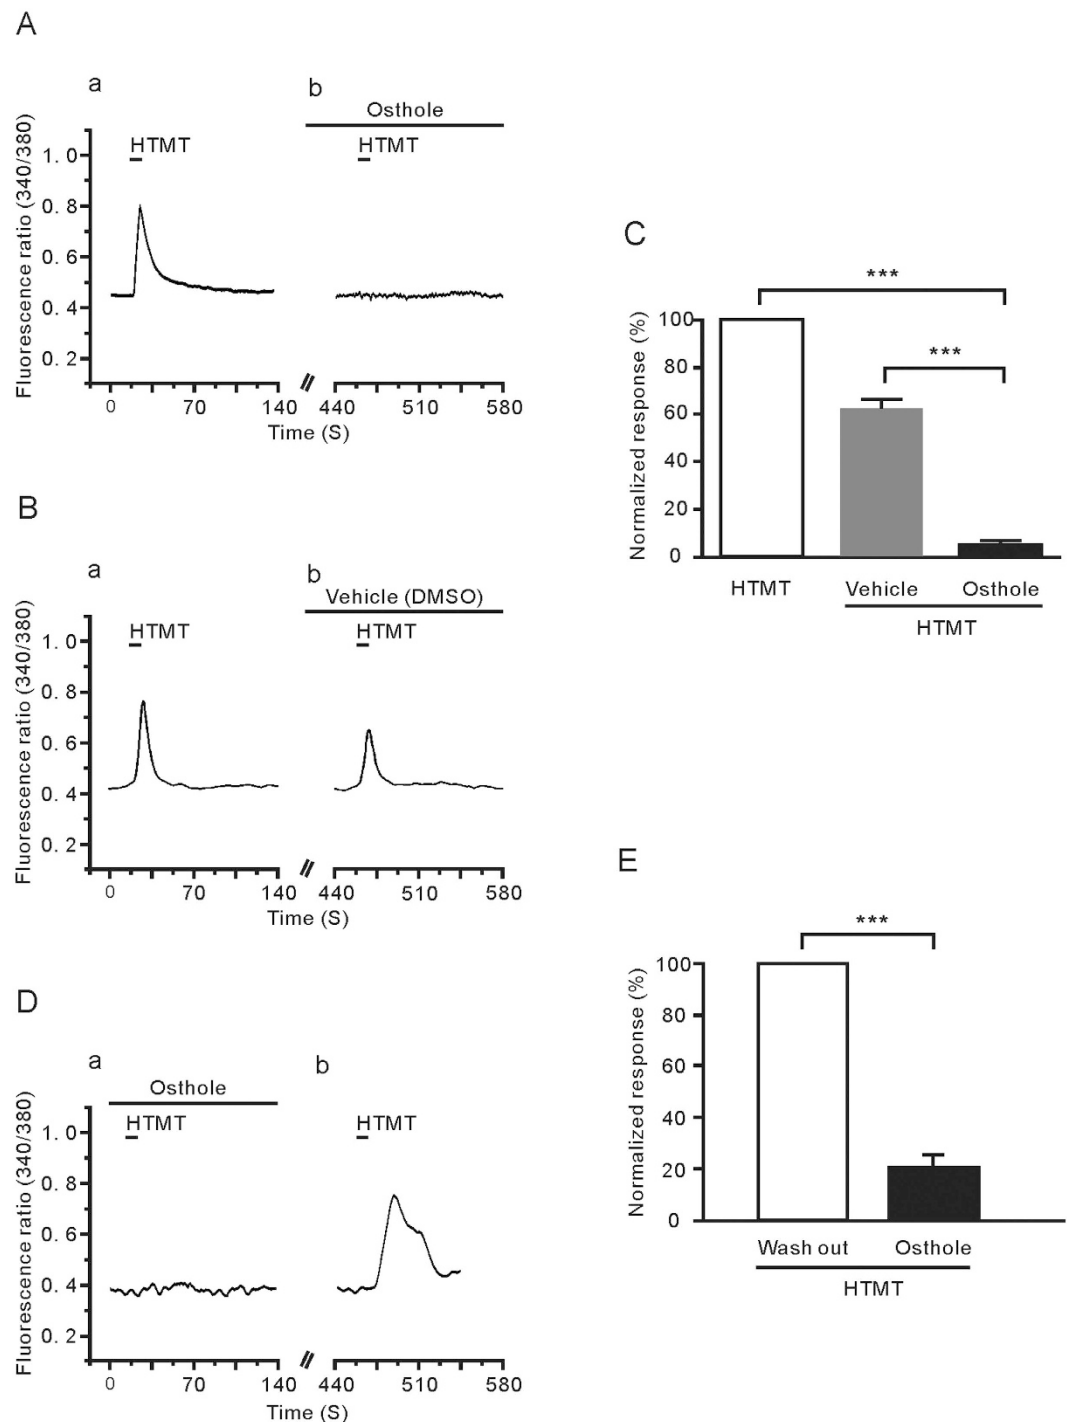 A
a
b
Osthole
HTMT
HTMT
Fluorescence ratio (340/380)
1.0
0.8
0.6
0.4
0.2
0 70 140 440 510 580
Time (S)
B
a
b
Vehicle (DMSO)
HTMT
HTMT
Fluorescence ratio (340/380)
1.0
0.8
0.6
0.4
0.2
0 70 140 440 510 580
Time (S)
D
a
b
Osthole
HTMT
HTMT
Fluorescence ratio (340/380)
1.0
0.8
0.6
0.4
0.2
0 70 140 440 510 580
Time (S)
C
***
***
Normalized response (%)
100
80
60
40
20
0
HTMT Vehicle Osthole
HTMT
E
***
Normalized response (%)
100
80
60
40
20
0
Wash out Osthole
HTMT